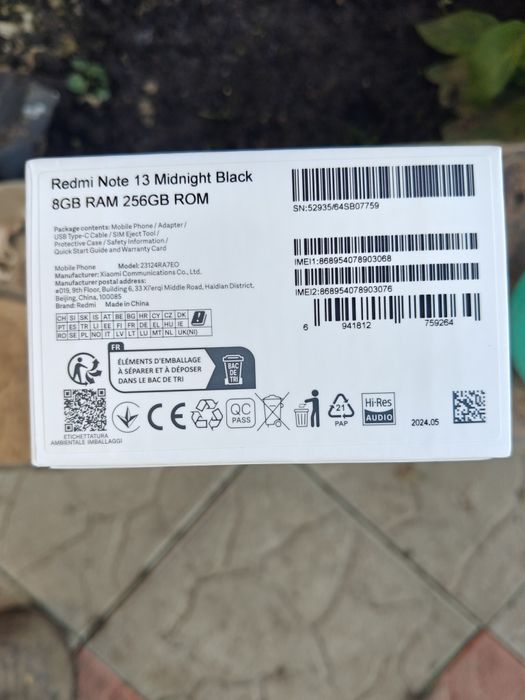 Redmi Note 13 Midnight Black
8GB RAM 256GB ROM
SN:52935/64SB07759
Package contents: Mobile Phone / Adapter /
USB Type-C Cable / SIM Eject Tool /
Protective Case / Safety Information /
Quick Start Guide and Warranty Card
IMEI1:868954078903068
IMEI2:868954078903076
6 941812 759264
Mobile Phone Model: 23124RA7EO
Manufacturer: Xiaomi Communications Co., Ltd.
Manufacturer postal address:
#019, 9th Floor, Building 6, 33 Xi'erqi Middle Road, Haidian District,
Beijing, China, 100085
Brand: Redmi Made in China
CH SI SK IS AT BE BG HR CY CZ DK
PT ES TR LI EE FI FR DE EL HU IE
RO SE PL NO IT LV LT LU MT NL UK(NI)
FR
ÉLÉMENTS D'EMBALLAGE
À SÉPARER ET À DÉPOSER
DANS LE BAC DE TRI
BAC
DE
TRI
ETICHETTATURA
AMBIENTALE IMBALLAGGI
CE
QC
PASS
21
PAP
Hi-Res
AUDIO
2024.05